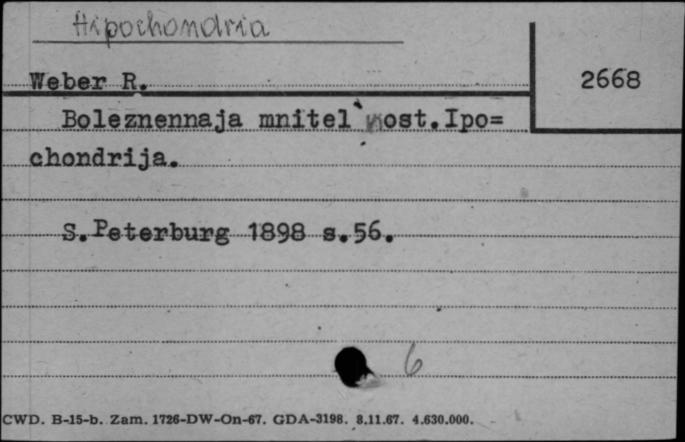 Hipochondria
Weber R.
2668
Boleznennaja mnitel'nost.Ipo=
chondrija.
S.Peterburg 1898 s.56.
6
CWD. B-15-b. Zam. 1726-DW-On-67. GDA-3198. 8.11.67. 4.630.000.